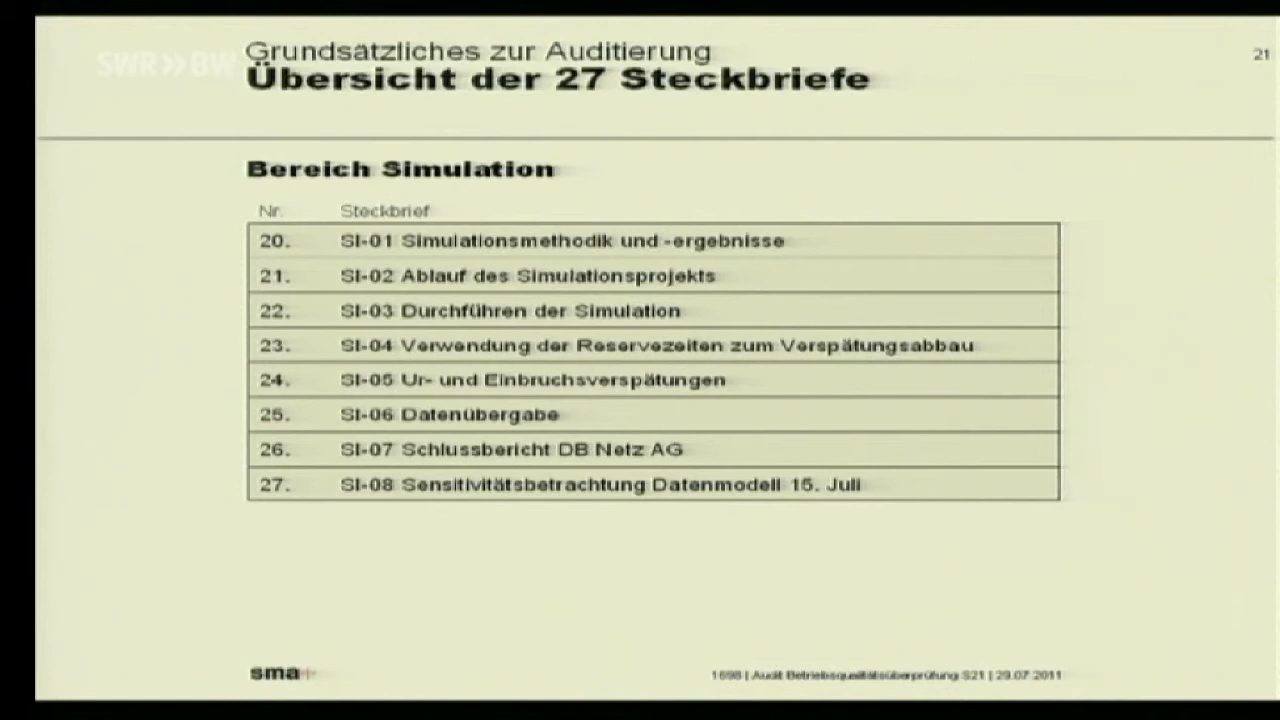 SWR>>BW
Grundsätzliches zur Auditierung
21
Übersicht der 27 Steckbriefe
Bereich Simulation
Nr. Steckbrief
20. SI-01 Simulationsmethodik und -ergebnisse
21. SI-02 Ablauf des Simulationsprojekts
22. SI-03 Durchführen der Simulation
23. SI-04 Verwendung der Reservezeiten zum Verspätungsabbau
24. SI-05 Ur- und Einbruchsverspätungen
25. SI-06 Datenübergabe
26. SI-07 Schlussbericht DB Netz AG
27. SI-08 Sensitivitätsbetrachtung Datenmodell 15. Juli
sma+
1698 | Audit Betriebsqualitätsüberprüfung S21 | 29.07.2011